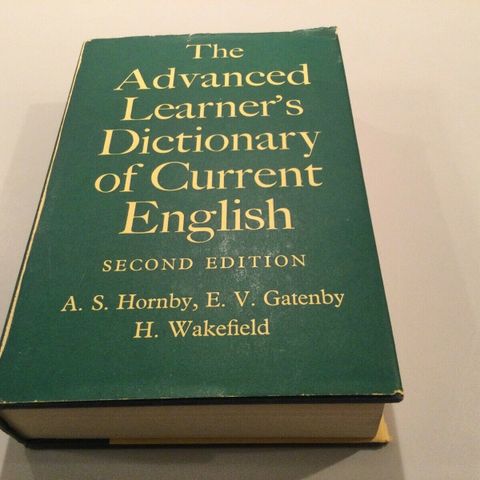 The
Advanced
Learner's
Dictionary
of Current
English
SECOND EDITION
A. S. Hornby, E. V. Gatenby
H. Wakefield